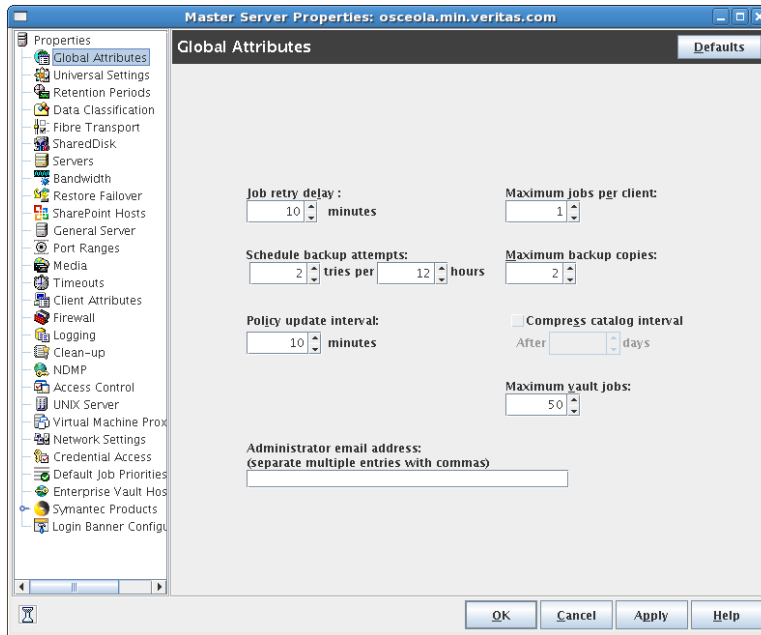 Master Server Properties: osceola.min.veritas.com
Properties
Global Attributes
Universal Settings
Retention Periods
Data Classification
Fibre Transport
SharedDisk
Servers
Bandwidth
Restore Failover
SharePoint Hosts
General Server
Port Ranges
Media
Timeouts
Client Attributes
Firewall
Logging
Clean-up
NDMP
Access Control
UNIX Server
Virtual Machine Prox
Network Settings
Credential Access
Default Job Priorities
Enterprise Vault Hos
Symantec Products
Login Banner Configu
Global Attributes
Defaults
Job retry delay :
10 minutes
Maximum jobs per client:
1
Schedule backup attempts:
2 tries per 12 hours
Maximum backup copies:
2
Policy update interval:
10 minutes
Compress catalog interval
After days
Maximum vault jobs:
50
Administrator email address:
(separate multiple entries with commas)
OK Cancel Apply Help